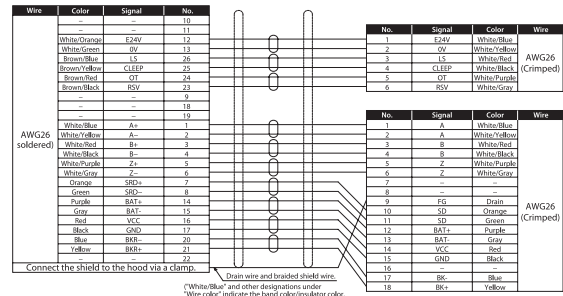 Wire Color Signal No.
– – 10
– – 11
White/Orange E24V 12
White/Green 0V 13
Brown/Blue LS 26
Brown/Yellow CLEEP 25
Brown/Red OT 24
Brown/Black RSV 23
– – 9
– – 18
– – 19
White/Blue A+ 1
White/Yellow A– 2
White/Red B+ 3
White/Black B– 4
White/Purple Z+ 5
White/Gray Z– 6
Orange SRD+ 7
Green SRD– 8
Purple BAT+ 14
Gray BAT- 15
Red VCC 16
Black GND 17
Blue BKR– 20
Yellow BKR+ 21
– – 22
AWG26
soldered)
Connect the shield to the hood via a clamp.
No. Signal Color Wire
1 E24V White/Blue
2 0V White/Yellow
3 LS White/Red
4 CLEEP White/Black
5 OT White/Purple
6 RSV White/Gray
AWG26
(Crimped)
No. Signal Color Wire
1 A White/Blue
2 A White/Yellow
3 B White/Red
4 B White/Black
5 Z White/Purple
6 Z White/Gray
7 – –
8 – –
9 FG Drain
10 SD Orange
11 SD Green
12 BAT+ Purple
13 BAT- Gray
14 VCC Red
15 GND Black
16 – –
17 BK- Blue
18 BK+ Yellow
AWG26
(Crimped)
Drain wire and braided shield wire.
("White/Blue" and other designations under
"Wire color" indicate the band color/insulator color.